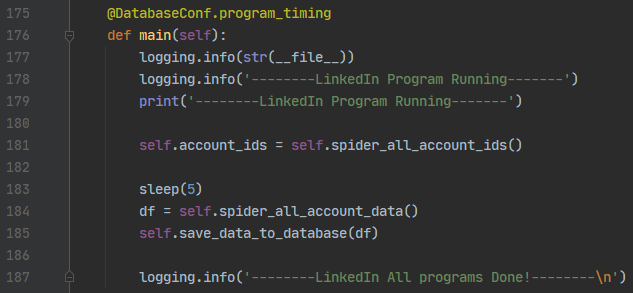 175 @DatabaseConf.program_timing
176 def main(self):
177 logging.info(str(__file__))
178 logging.info('--------LinkedIn Program Running-------')
179 print('--------LinkedIn Program Running-------')
180
181 self.account_ids = self.spider_all_account_ids()
182
183 sleep(5)
184 df = self.spider_all_account_data()
185 self.save_data_to_database(df)
186
187 logging.info('--------LinkedIn All programs Done!--------\n')